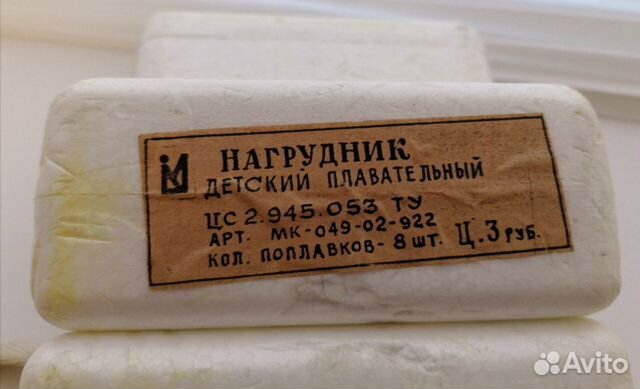 НАГРУДНИК
ДЕТСКИЙ ПЛАВАТЕЛЬНЫЙ
ЦС 2.945.053 ТУ
АРТ. МК-049-02-922
КОЛ. ПОПЛАВКОВ- 8 ШТ. Ц.3 РУБ.
Avito